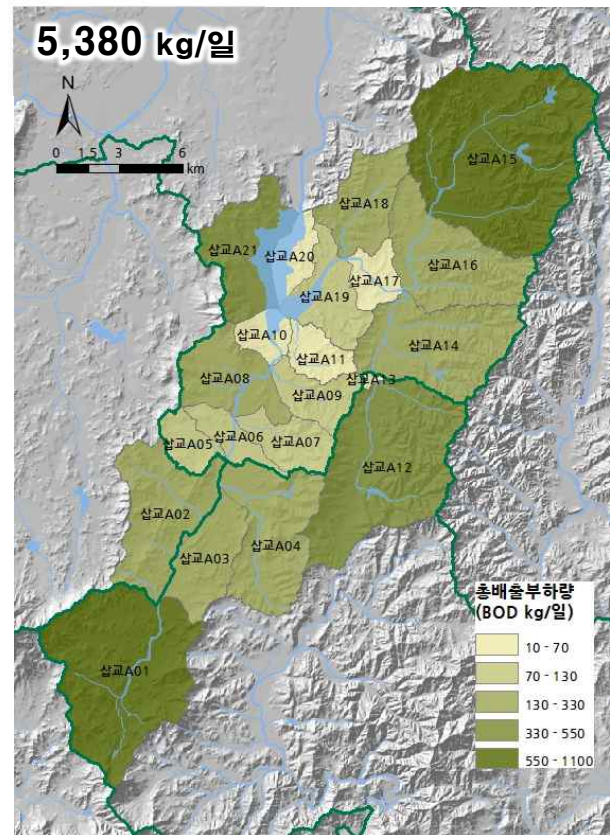 5,380 kg/일
N
0 1.5 3 6
km
삽교A15
삽교A18
삽교A21
삽교A20
삽교A16
삽교A17
삽교A19
삽교A10
삽교A11
삽교A14
삽교A08
삽교A13
삽교A09
삽교A05
삽교A06
삽교A07
삽교A12
삽교A02
삽교A03
삽교A04
삽교A01
총배출부하량
(BOD kg/일)
10 - 70
70 - 130
130 - 330
330 - 550
550 - 1100